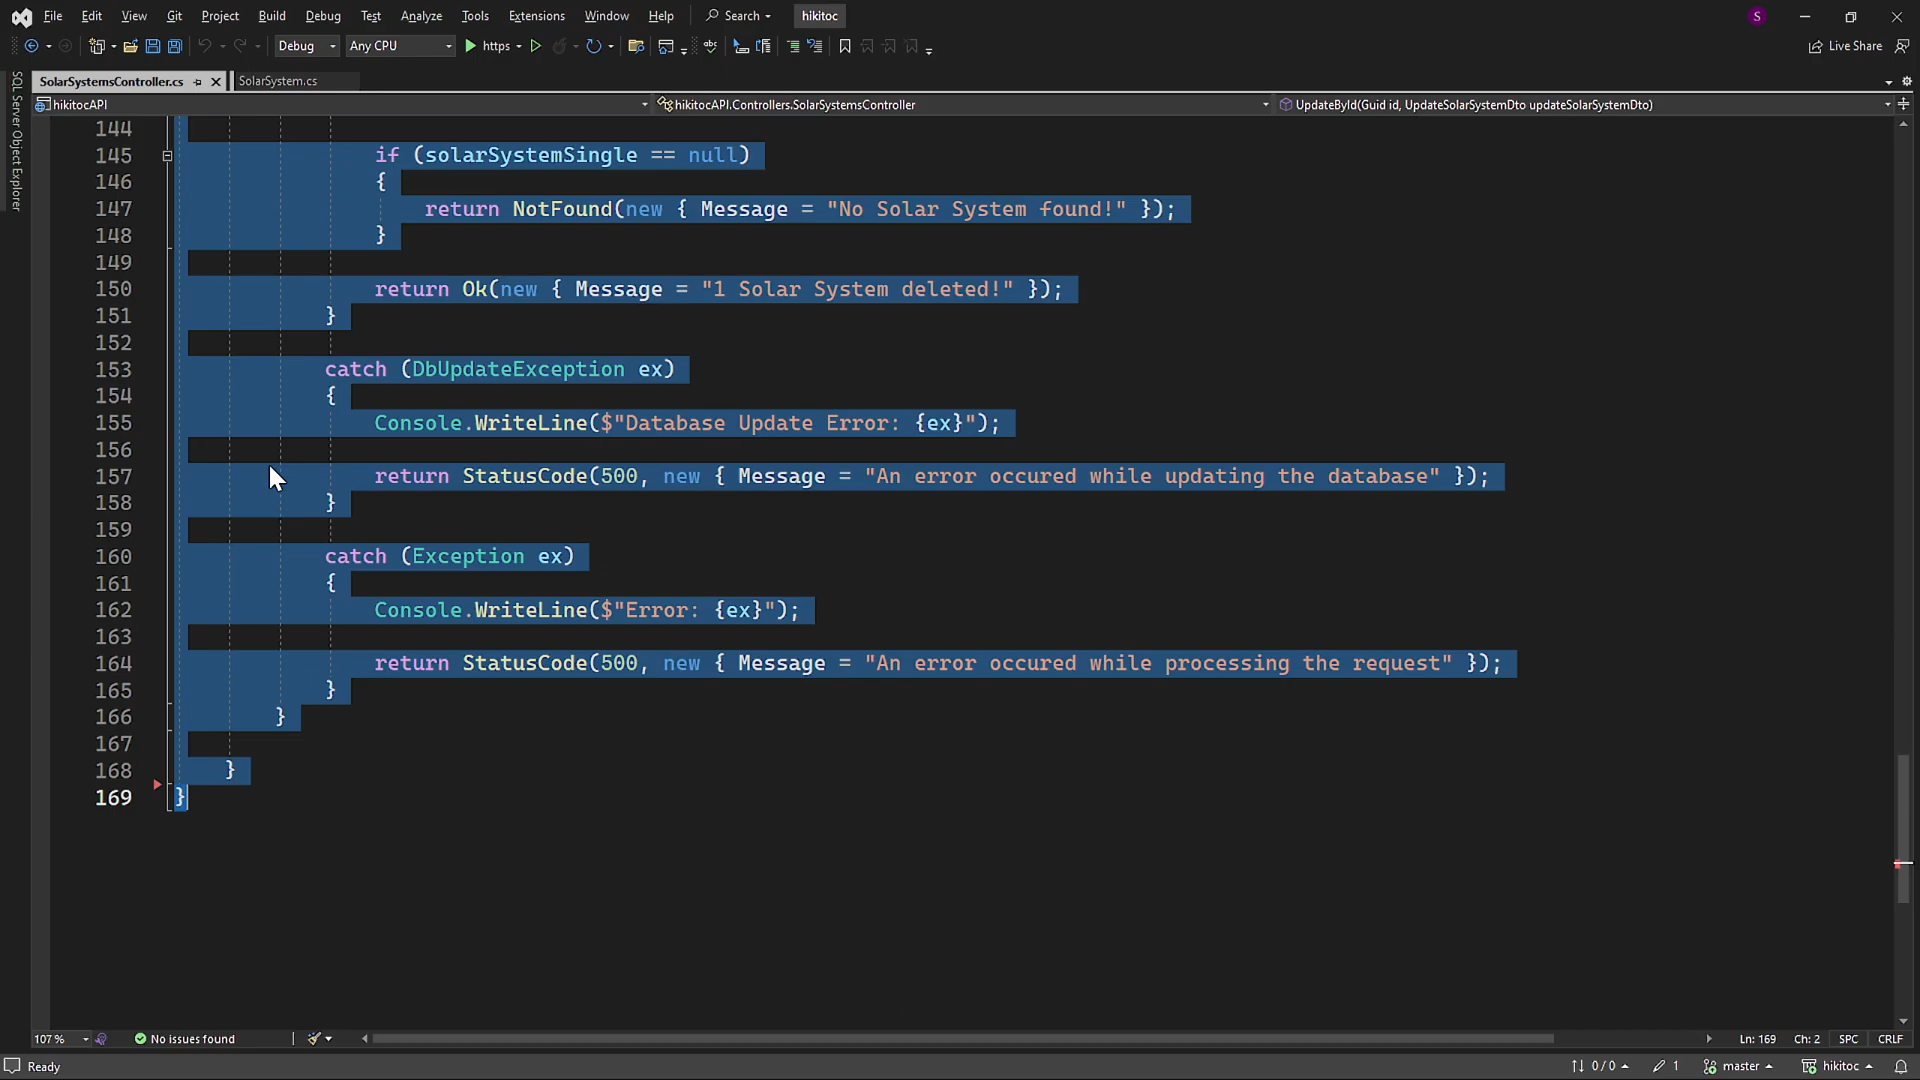 File Edit View Git Project Build Debug Test Analyze Tools Extensions Window Help Search hikitoc S
Debug Any CPU https Live Share
SolarSystemsController.cs SolarSystem.cs
hikitocAPI hikitocAPI.Controllers.SolarSystemsController UpdateById(Guid id, UpdateSolarSystemDto updateSolarSystemDto)
SQL Server Object Explorer
144
145 if (solarSystemSingle == null)
146 {
147 return NotFound(new { Message = "No Solar System found!" });
148 }
149
150 return Ok(new { Message = "1 Solar System deleted!" });
151 }
152
153 catch (DbUpdateException ex)
154 {
155 Console.WriteLine($"Database Update Error: {ex}");
156
157 return StatusCode(500, new { Message = "An error occured while updating the database" });
158 }
159
160 catch (Exception ex)
161 {
162 Console.WriteLine($"Error: {ex}");
163
164 return StatusCode(500, new { Message = "An error occured while processing the request" });
165 }
166 }
167
168 }
169 }
107 % No issues found Ln: 169 Ch: 2 SPC CRLF
Ready 0 / 0 1 master hikitoc